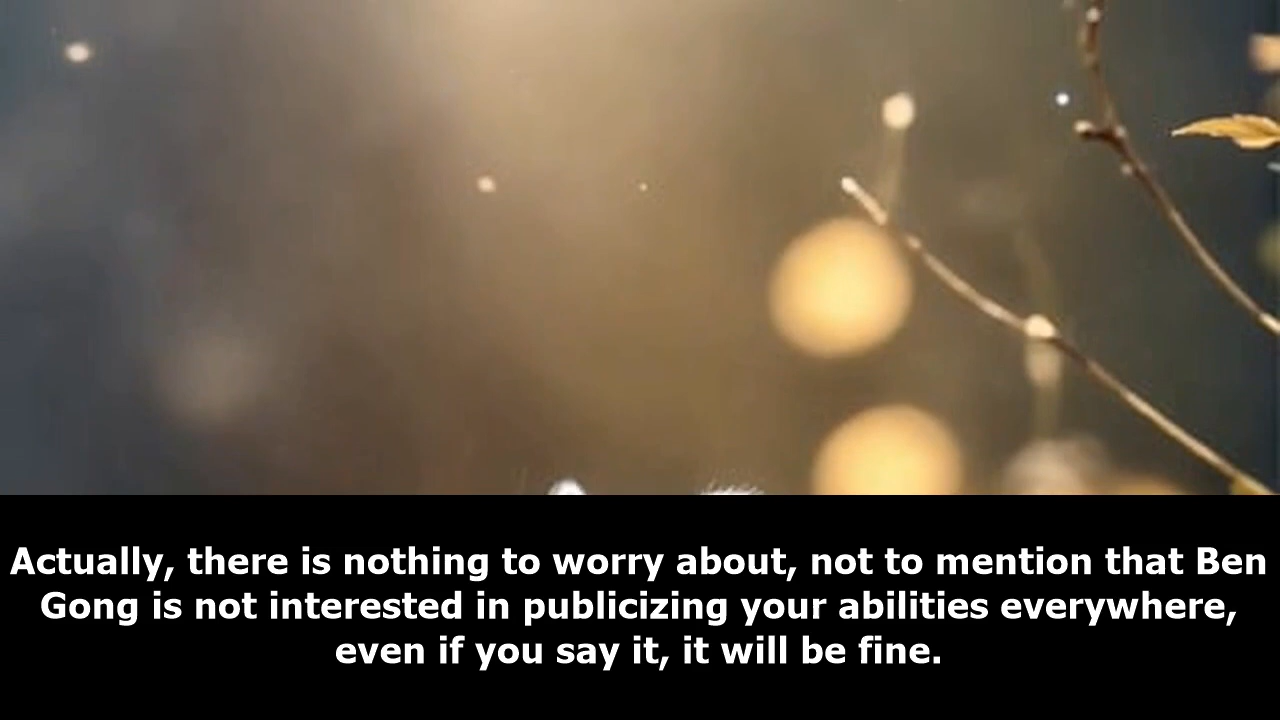 Actually, there is nothing to worry about, not to mention that Ben
Gong is not interested in publicizing your abilities everywhere,
even if you say it, it will be fine.